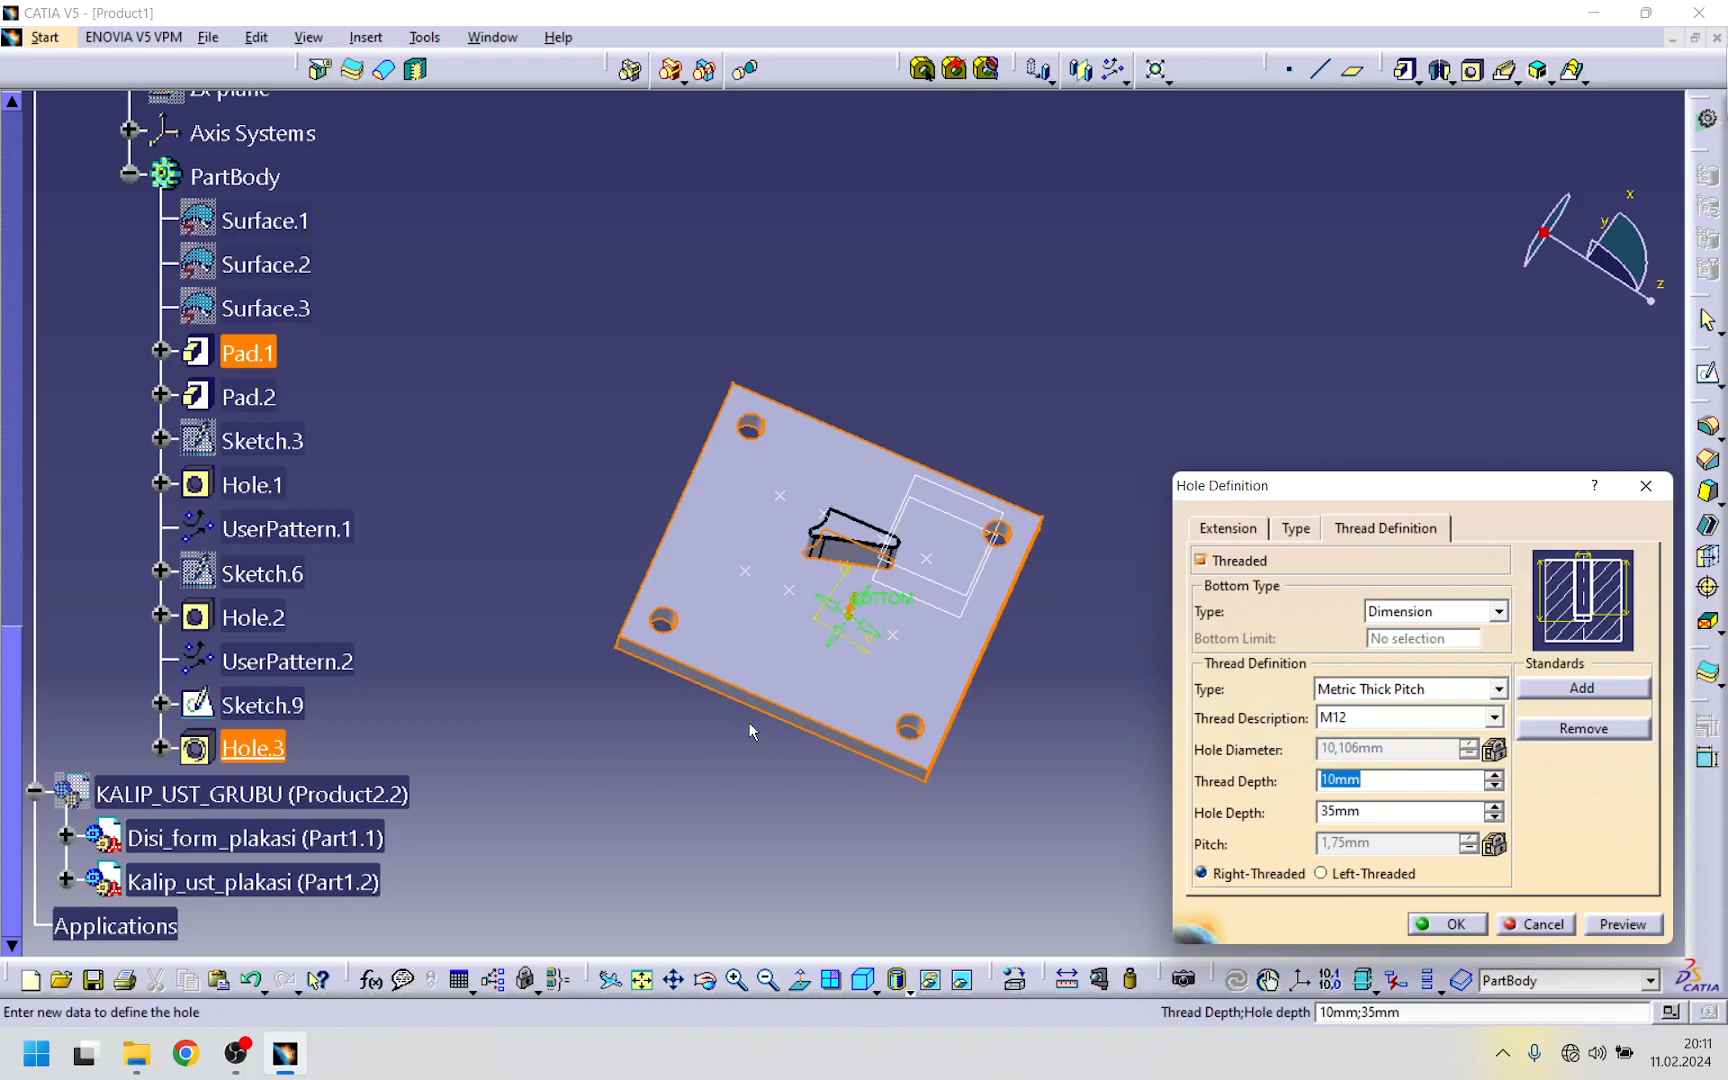 CATIA V5 - [Product1]
Start ENOVIA V5 VPM File Edit View Insert Tools Window Help
Axis Systems
PartBody
Surface.1
Surface.2
Surface.3
Pad.1
Pad.2
Sketch.3
Hole.1
UserPattern.1
Sketch.6
Hole.2
UserPattern.2
Sketch.9
Hole.3
KALIP_UST_GRUBU (Product2.2)
Disi_form_plakasi (Part1.1)
Kalip_ust_plakasi (Part1.2)
Applications
BOTTOM
x
y
z
Hole Definition
Extension Type Thread Definition
Threaded
Bottom Type
Type: Dimension
Bottom Limit: No selection
Thread Definition
Type: Metric Thick Pitch
Thread Description: M12
Hole Diameter: 10,106mm
Thread Depth: 10mm
Hole Depth: 35mm
Pitch: 1,75mm
Right-Threaded Left-Threaded
Standards
Add
Remove
OK Cancel Preview
PartBody
CATIA
Enter new data to define the hole
Thread Depth;Hole depth 10mm;35mm
20:11
11.02.2024